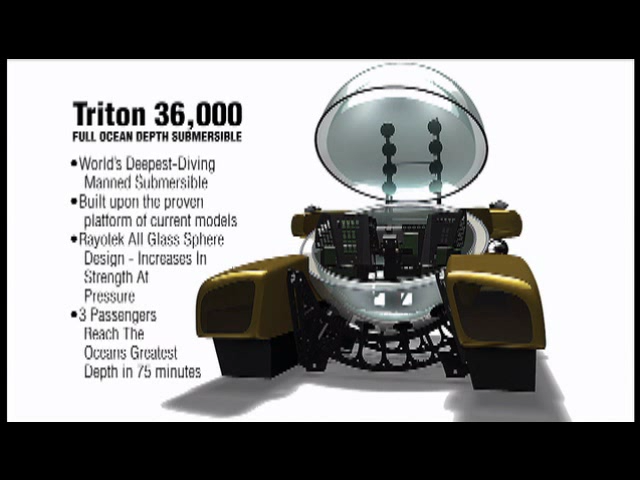 Triton 36,000
FULL OCEAN DEPTH SUBMERSIBLE
•World's Deepest-Diving
Manned Submersible
•Built upon the proven
platform of current models
•Rayotek All Glass Sphere
Design - Increases In
Strength At
Pressure
•3 Passengers
Reach The
Oceans Greatest
Depth in 75 minutes